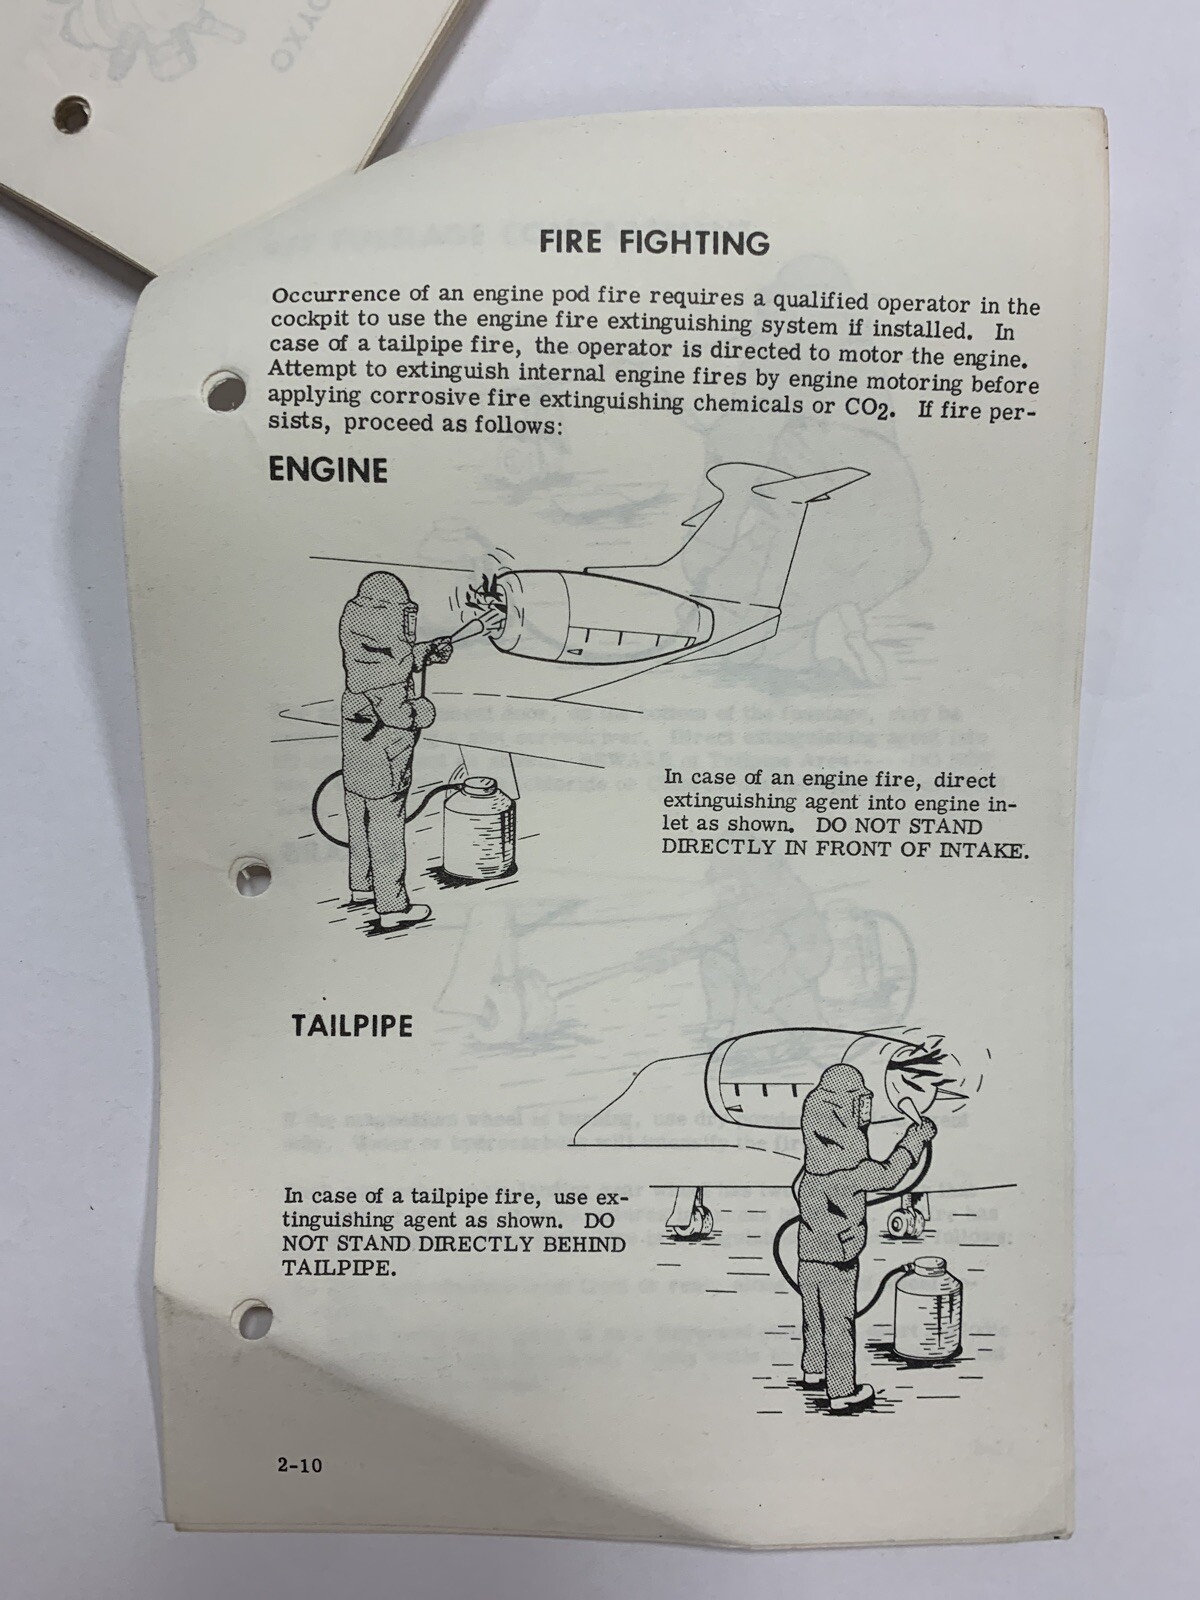 FIRE FIGHTING
Occurrence of an engine pod fire requires a qualified operator in the
cockpit to use the engine fire extinguishing system if installed. In
case of a tailpipe fire, the operator is directed to motor the engine.
Attempt to extinguish internal engine fires by engine motoring before
applying corrosive fire extinguishing chemicals or CO2. If fire per-
sists, proceed as follows:
ENGINE
In case of an engine fire, direct
extinguishing agent into engine in-
let as shown. DO NOT STAND
DIRECTLY IN FRONT OF INTAKE.
TAILPIPE
In case of a tailpipe fire, use ex-
tinguishing agent as shown. DO
NOT STAND DIRECTLY BEHIND
TAILPIPE.
2-10